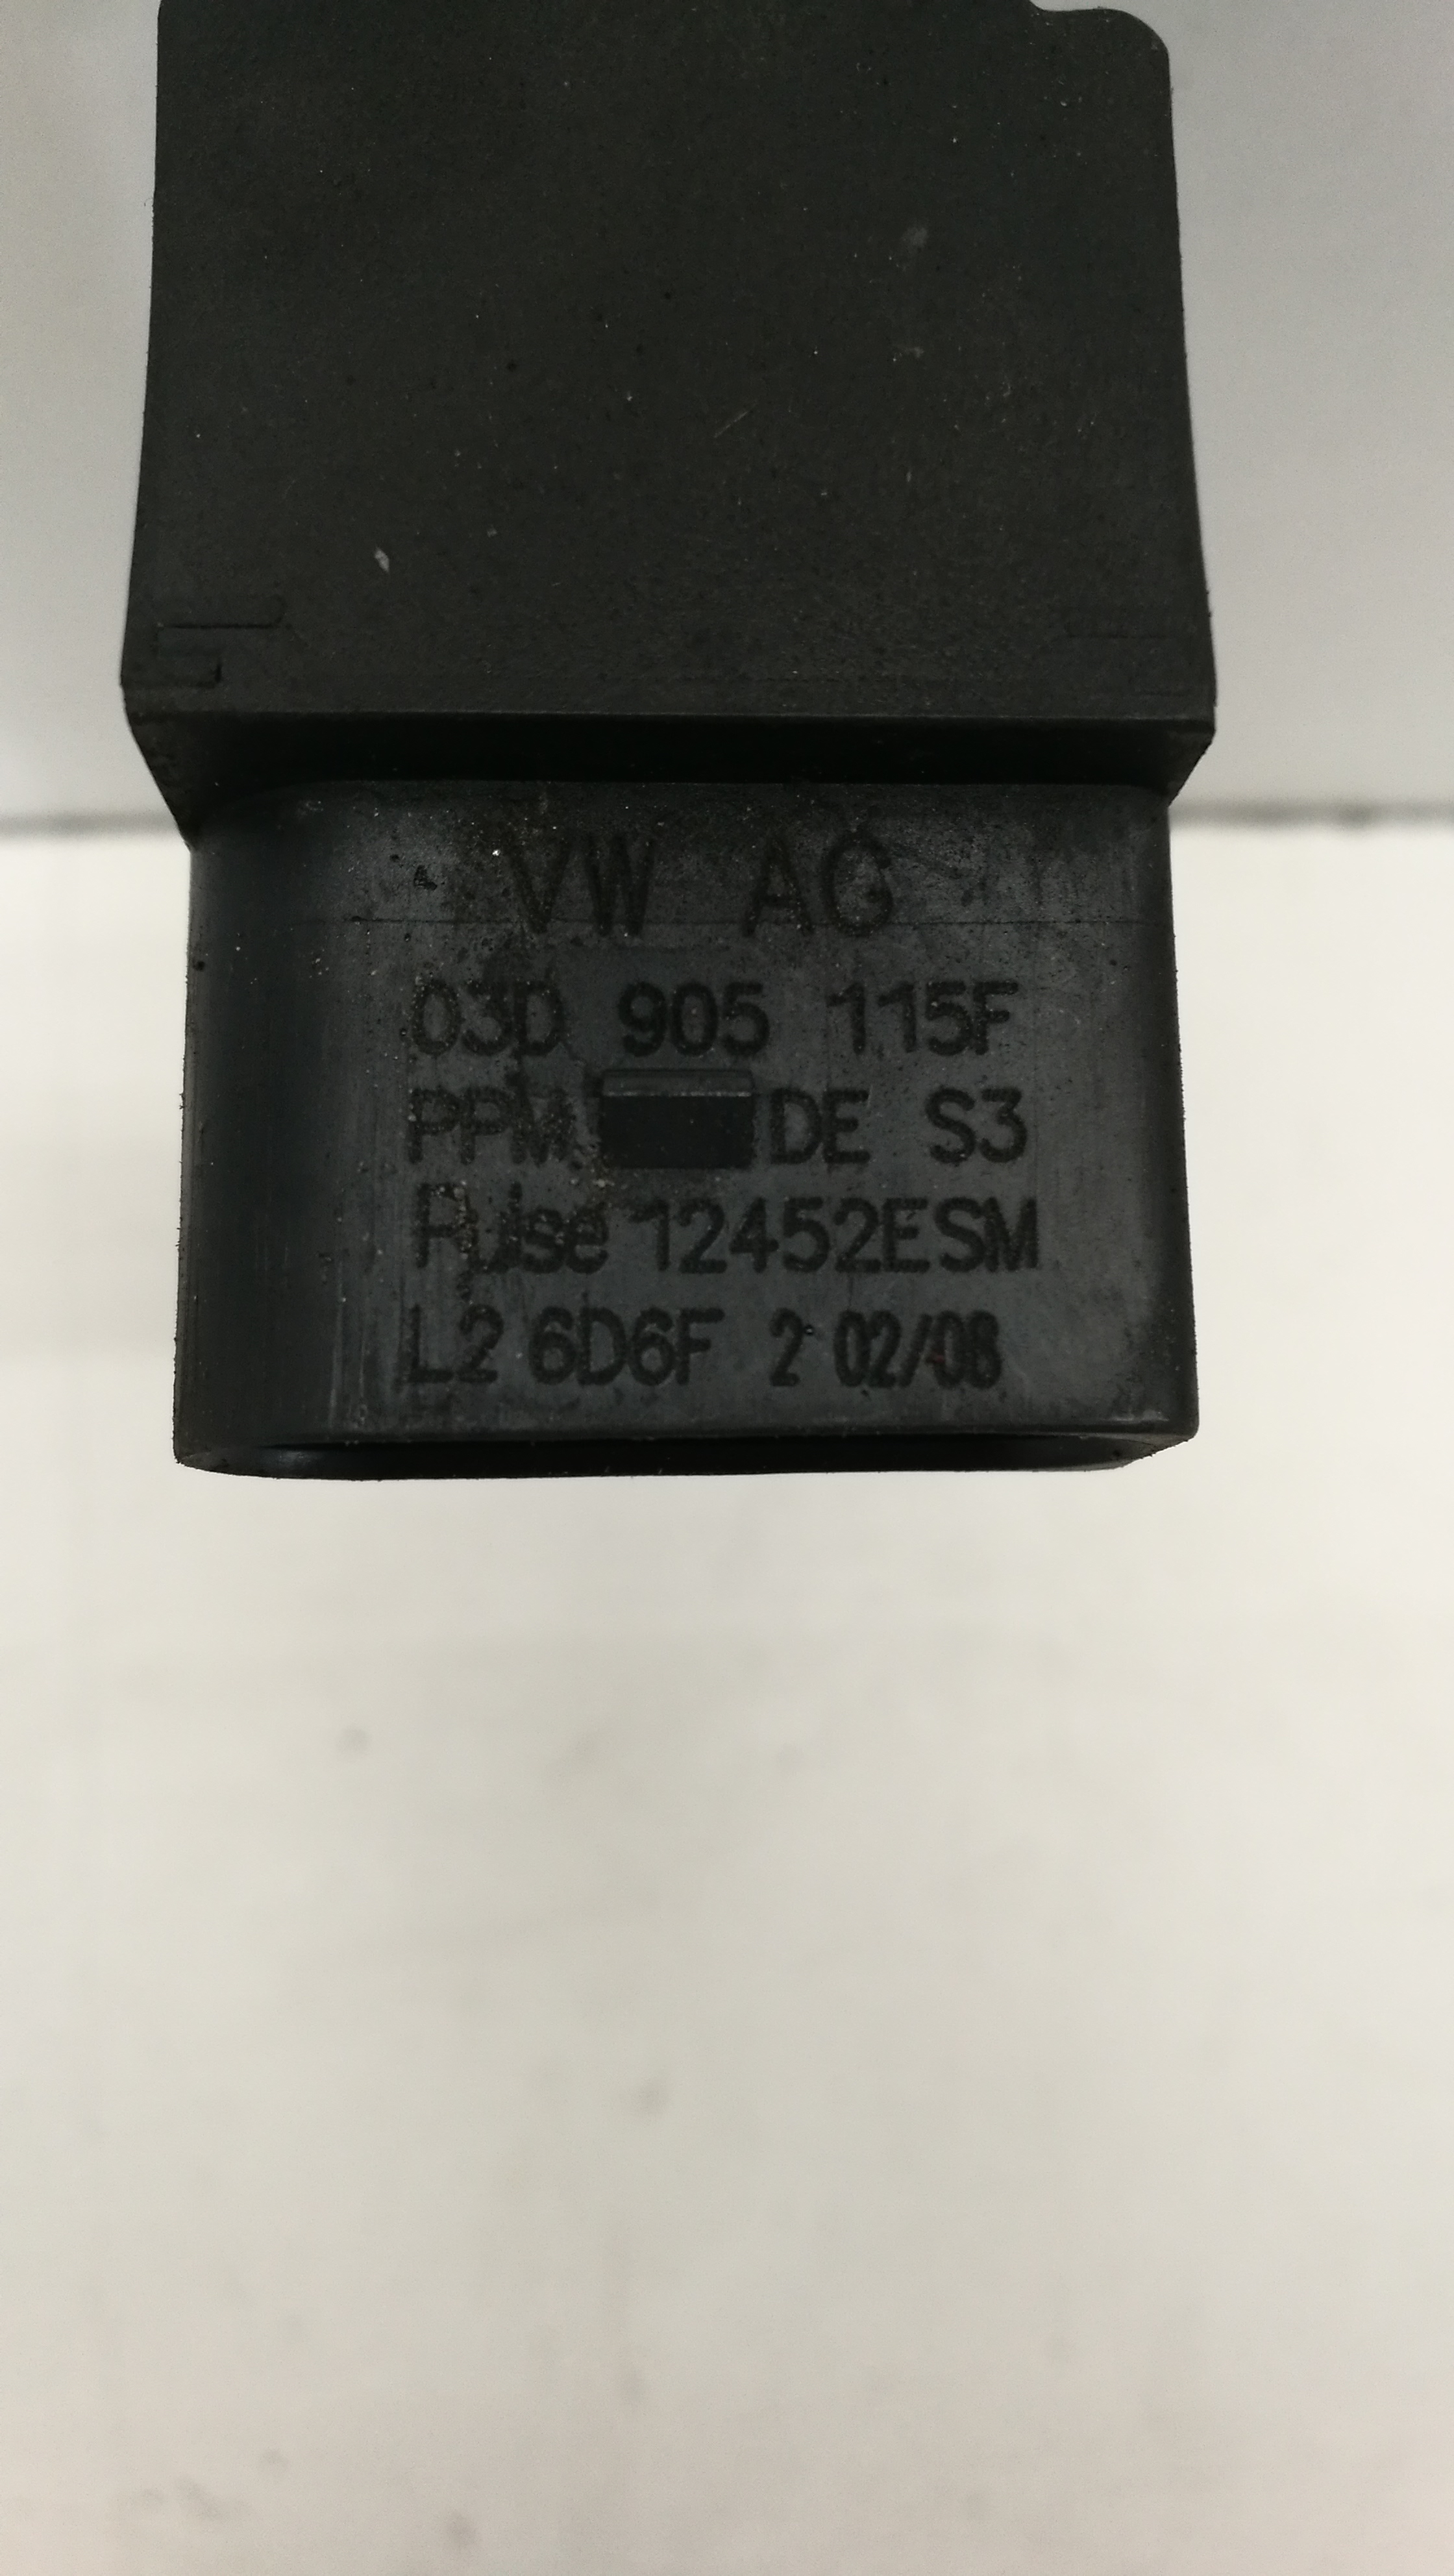 VW AG
03D 905 115F
PPM DE S3
Pulse 12452ESM
L2 6D6F 2 02/08